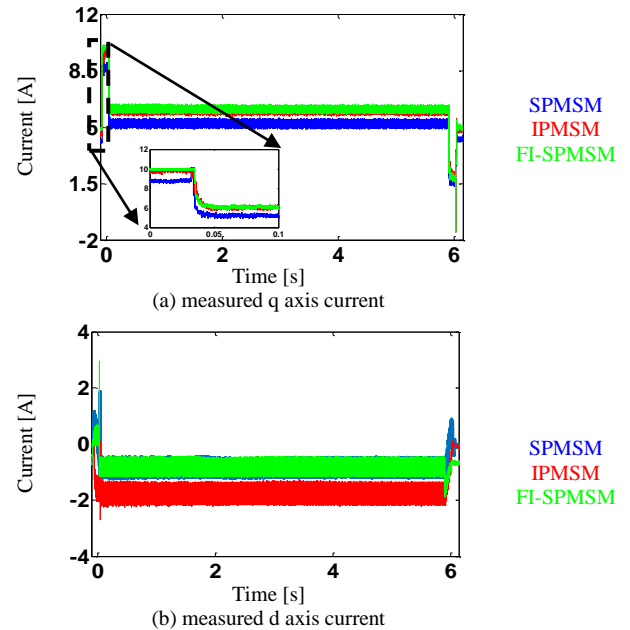 12
8.5
5
1.5
-2
Current [A]
10
8
6
4
0
0.05
0.1
0
2
4
6
Time [s]
(a) measured q axis current
SPMSM
IPMSM
FI-SPMSM
4
2
0
-2
-4
Current [A]
0
2
4
6
Time [s]
(b) measured d axis current
SPMSM
IPMSM
FI-SPMSM